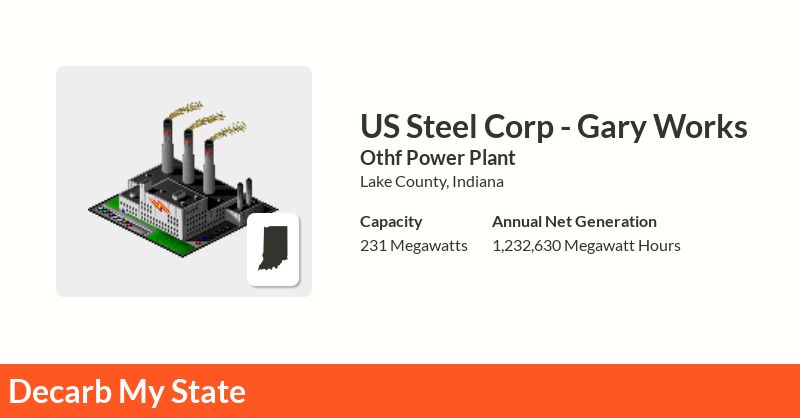 US Steel Corp - Gary Works
Othf Power Plant
Lake County, Indiana
Capacity
231 Megawatts
Annual Net Generation
1,232,630 Megawatt Hours
Decarb My State